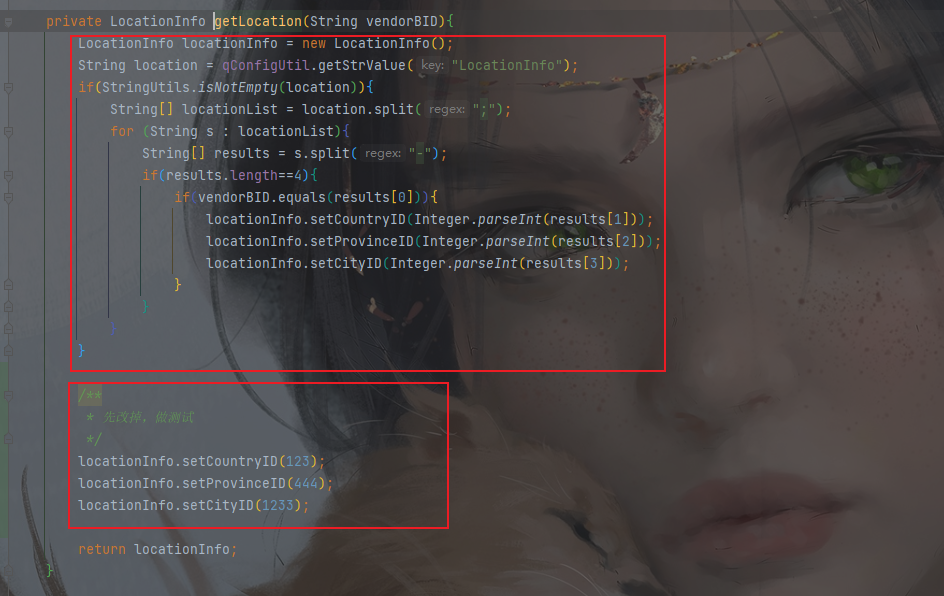 private LocationInfo getLocation(String vendorBID){
LocationInfo locationInfo = new LocationInfo();
String location = qConfigUtil.getStrValue( key: "LocationInfo");
if(StringUtils.isNotEmpty(location)){
String[] locationList = location.split( regex: ";");
for (String s : locationList){
String[] results = s.split( regex: "-");
if(results.length==4){
if(vendorBID.equals(results[0])){
locationInfo.setCountryID(Integer.parseInt(results[1]));
locationInfo.setProvinceID(Integer.parseInt(results[2]));
locationInfo.setCityID(Integer.parseInt(results[3]));
}
}
}
}
/**
* 先改掉，做测试
*/
locationInfo.setCountryID(123);
locationInfo.setProvinceID(444);
locationInfo.setCityID(1233);
return locationInfo;
}